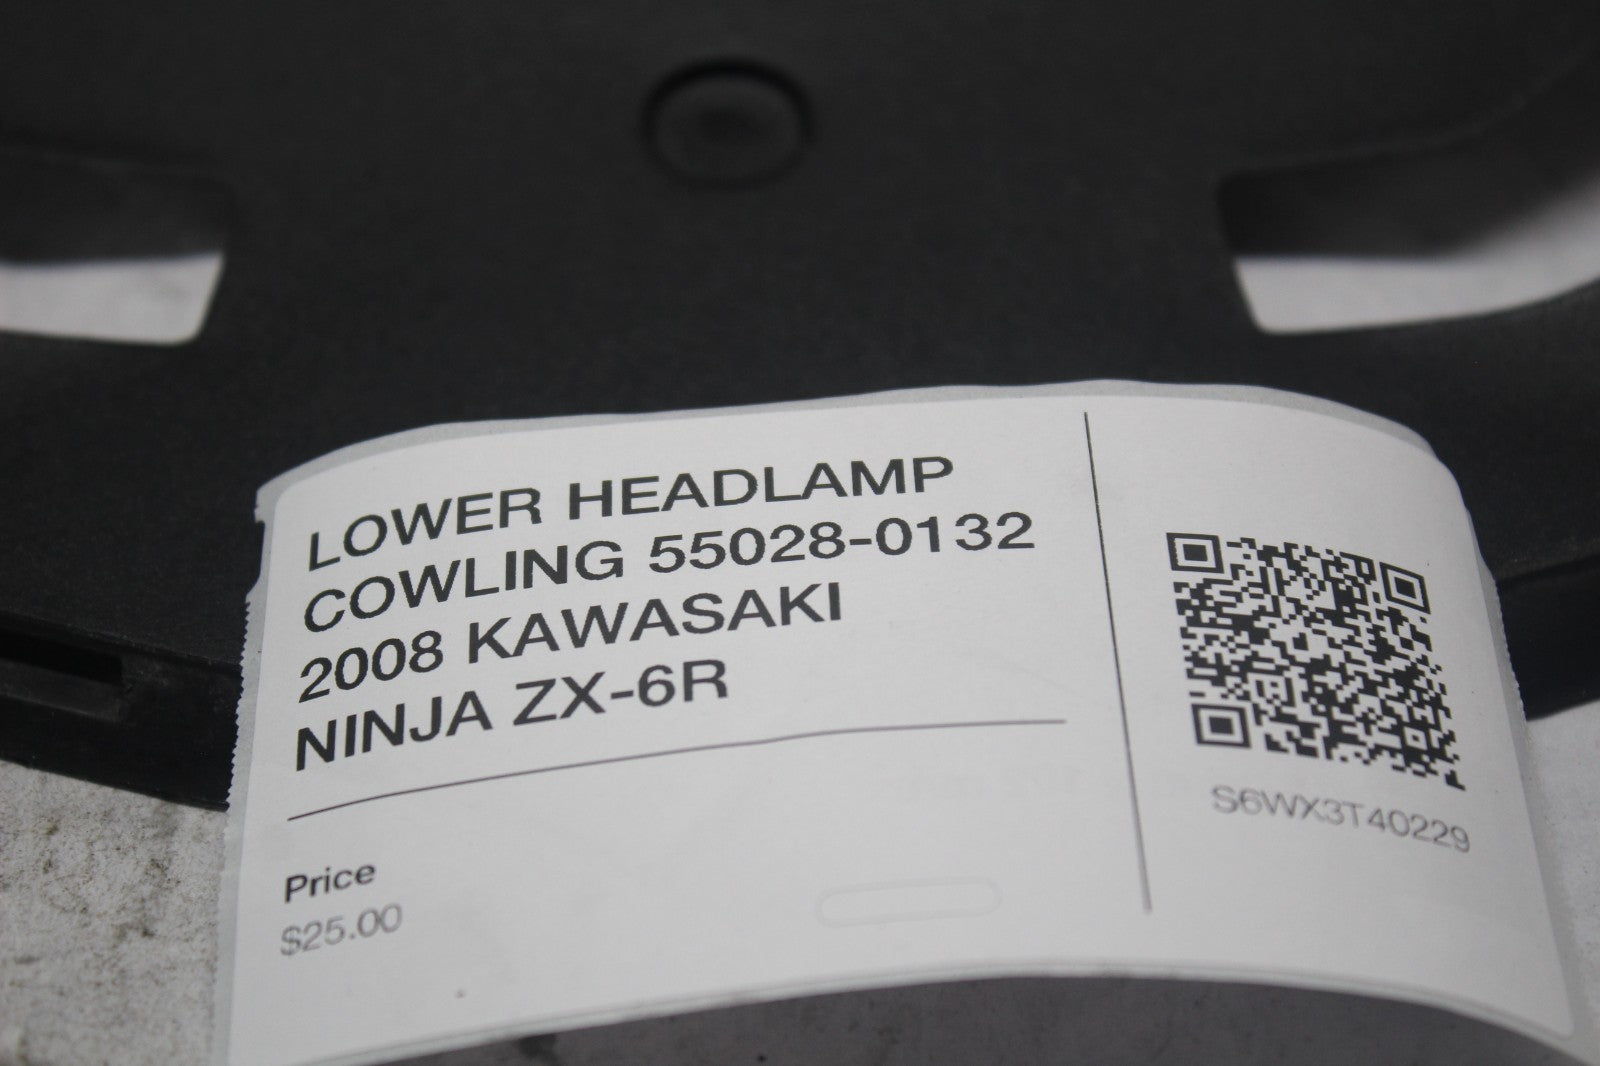 LOWER HEADLAMP
COWLING 55028-0132
2008 KAWASAKI
NINJA ZX-6R
Price
$25.00
S6WX3T40229